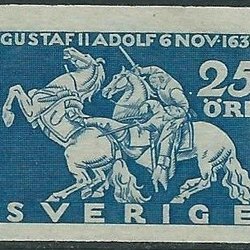 GUSTAF II ADOLF 6 NOV·163
25
ÖRE
SVERIGE